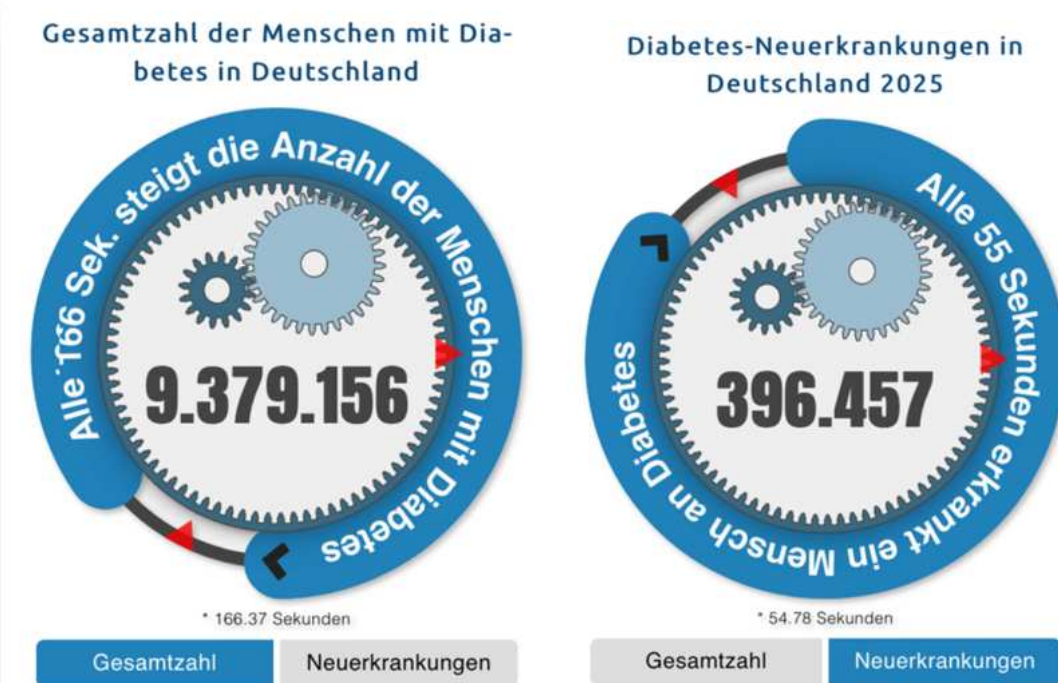 Gesamtzahl der Menschen mit Dia-
betes in Deutschland
Alle 166 Sek. steigt die Anzahl der Menschen mit Diabetes
9.379.156
* 166.37 Sekunden
Gesamtzahl
Neuerkrankungen
Diabetes-Neuerkrankungen in
Deutschland 2025
Alle 55 Sekunden erkrankt ein Mensch an Diabetes
396.457
* 54.78 Sekunden
Gesamtzahl
Neuerkrankungen